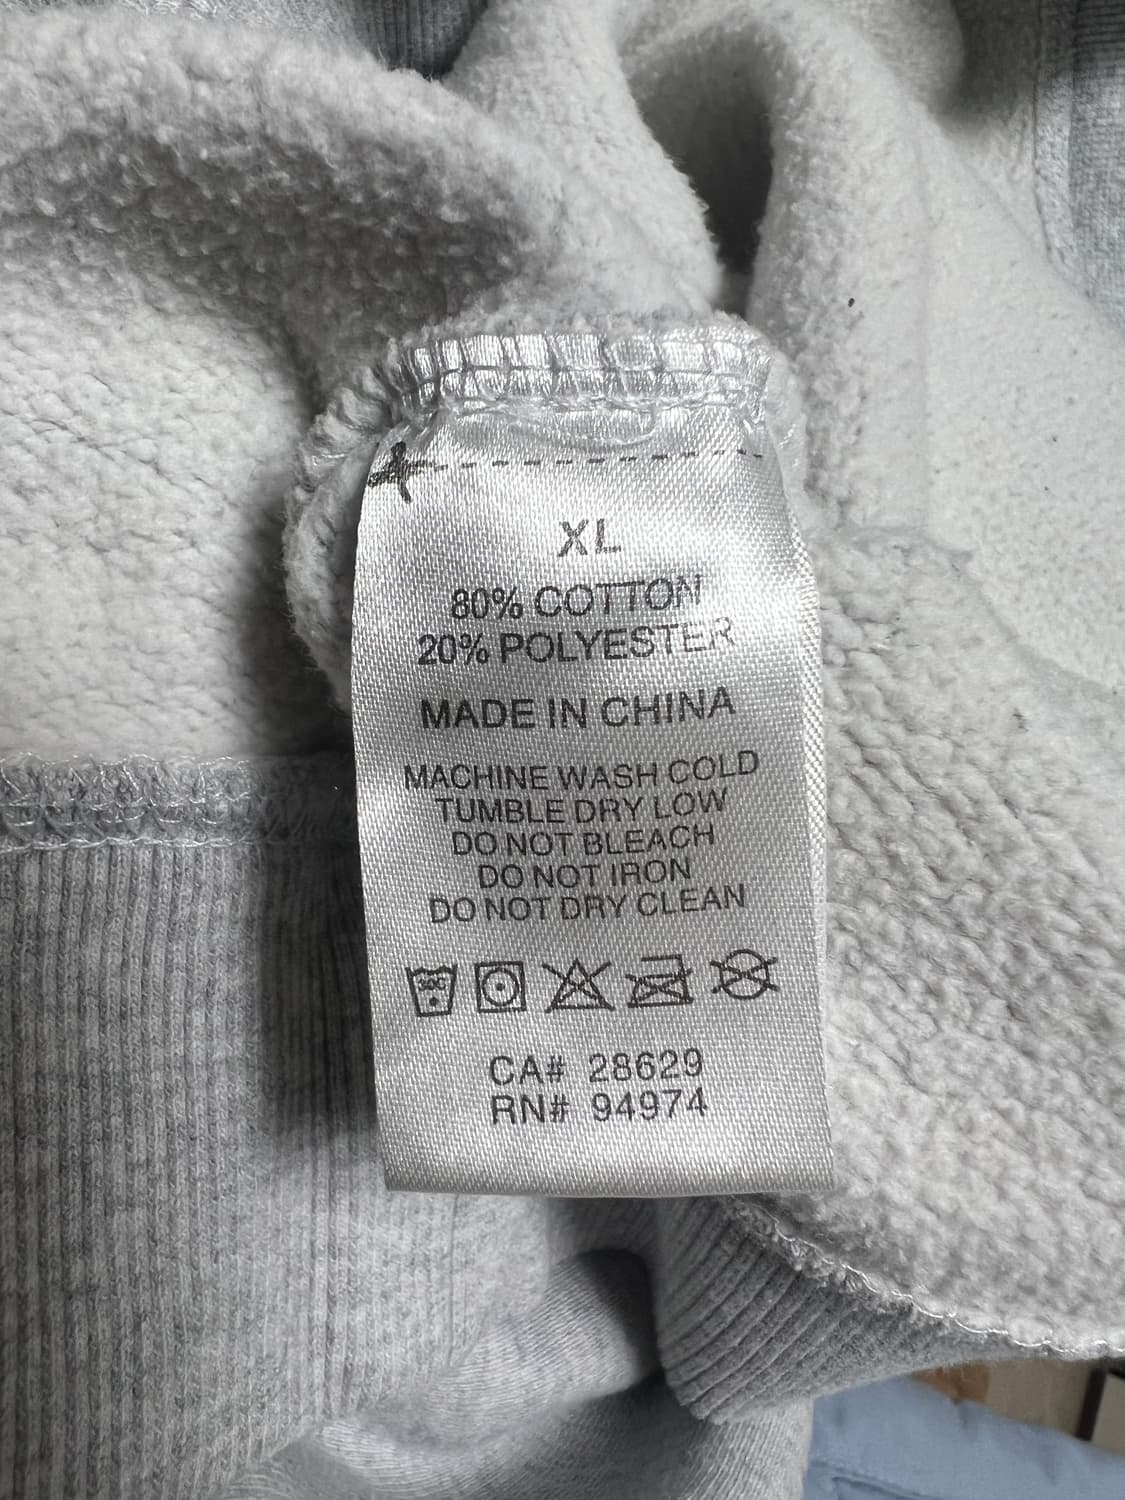 XL
80% COTTON
20% POLYESTER
MADE IN CHINA
MACHINE WASH COLD
TUMBLE DRY LOW
DO NOT BLEACH
DO NOT IRON
DO NOT DRY CLEAN
30C
CA# 28629
RN# 94974